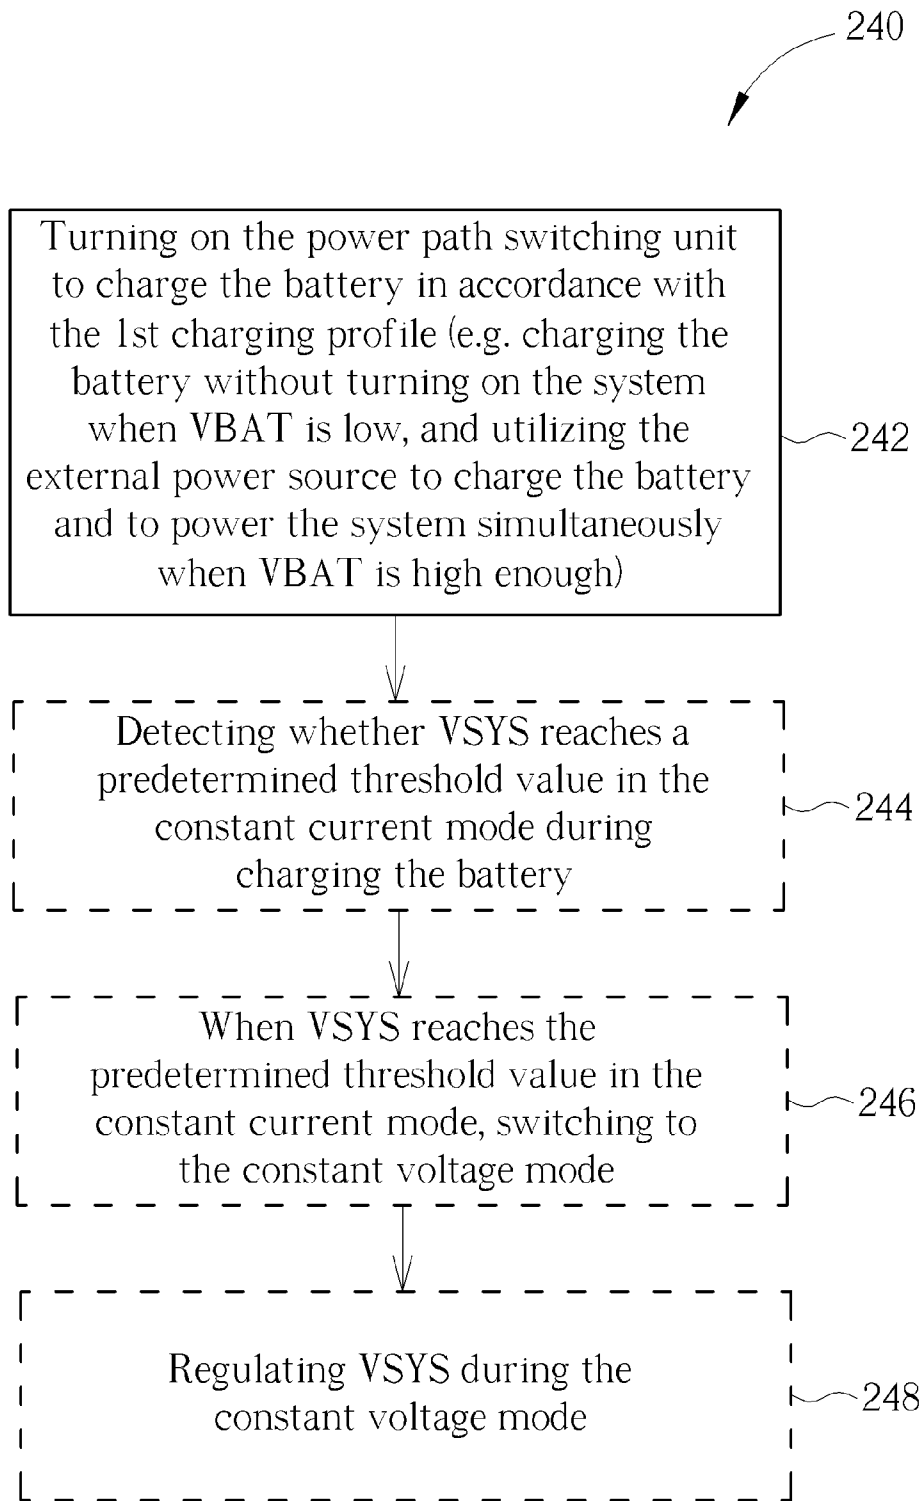 240
Turning on the power path switching unit
to charge the battery in accordance with
the 1st charging profile (e.g. charging the
battery without turning on the system
when VBAT is low, and utilizing the
external power source to charge the battery
and to power the system simultaneously
when VBAT is high enough)
242
Detecting whether VSYS reaches a
predetermined threshold value in the
constant current mode during
charging the battery
244
When VSYS reaches the
predetermined threshold value in the
constant current mode, switching to
the constant voltage mode
246
Regulating VSYS during the
constant voltage mode
248